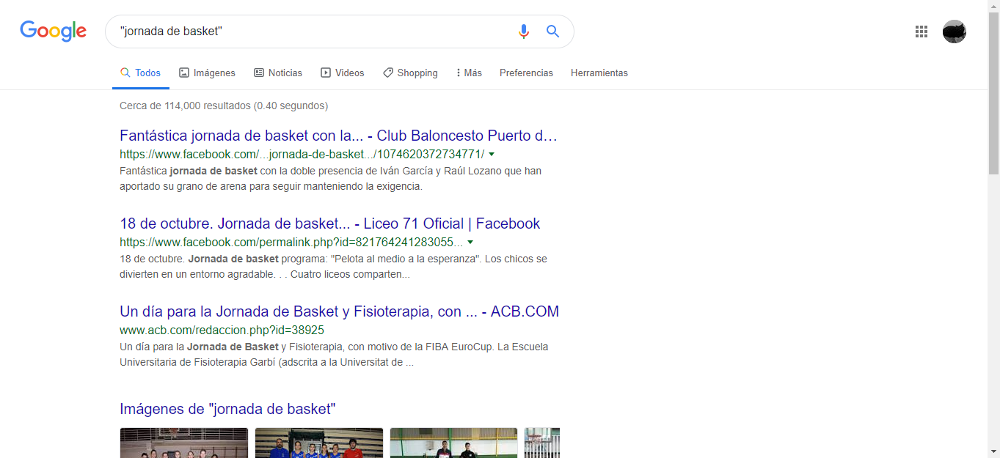 Google
"jornada de basket"
Todos
Imágenes
Noticias
Videos
Shopping
Más
Preferencias
Herramientas
Cerca de 114,000 resultados (0.40 segundos)
Fantástica jornada de basket con la... - Club Baloncesto Puerto d…
https://www.facebook.com/...jornada-de-basket.../1074620372734771/
Fantástica jornada de basket con la doble presencia de Iván García y Raúl Lozano que han
aportado su grano de arena para seguir manteniendo la exigencia.
18 de octubre. Jornada de basket... - Liceo 71 Oficial | Facebook
https://www.facebook.com/permalink.php?id=821764241283055...
18 de octubre. Jornada de basket programa: "Pelota al medio a la esperanza". Los chicos se
divierten en un entorno agradable. . . Cuatro liceos comparten...
Un día para la Jornada de Basket y Fisioterapia, con ... - ACB.COM
www.acb.com/redaccion.php?id=38925
Un día para la Jornada de Basket y Fisioterapia, con motivo de la FIBA EuroCup. La Escuela
Universitaria de Fisioterapia Garbí (adscrita a la Universitat de ...
Imágenes de "jornada de basket"